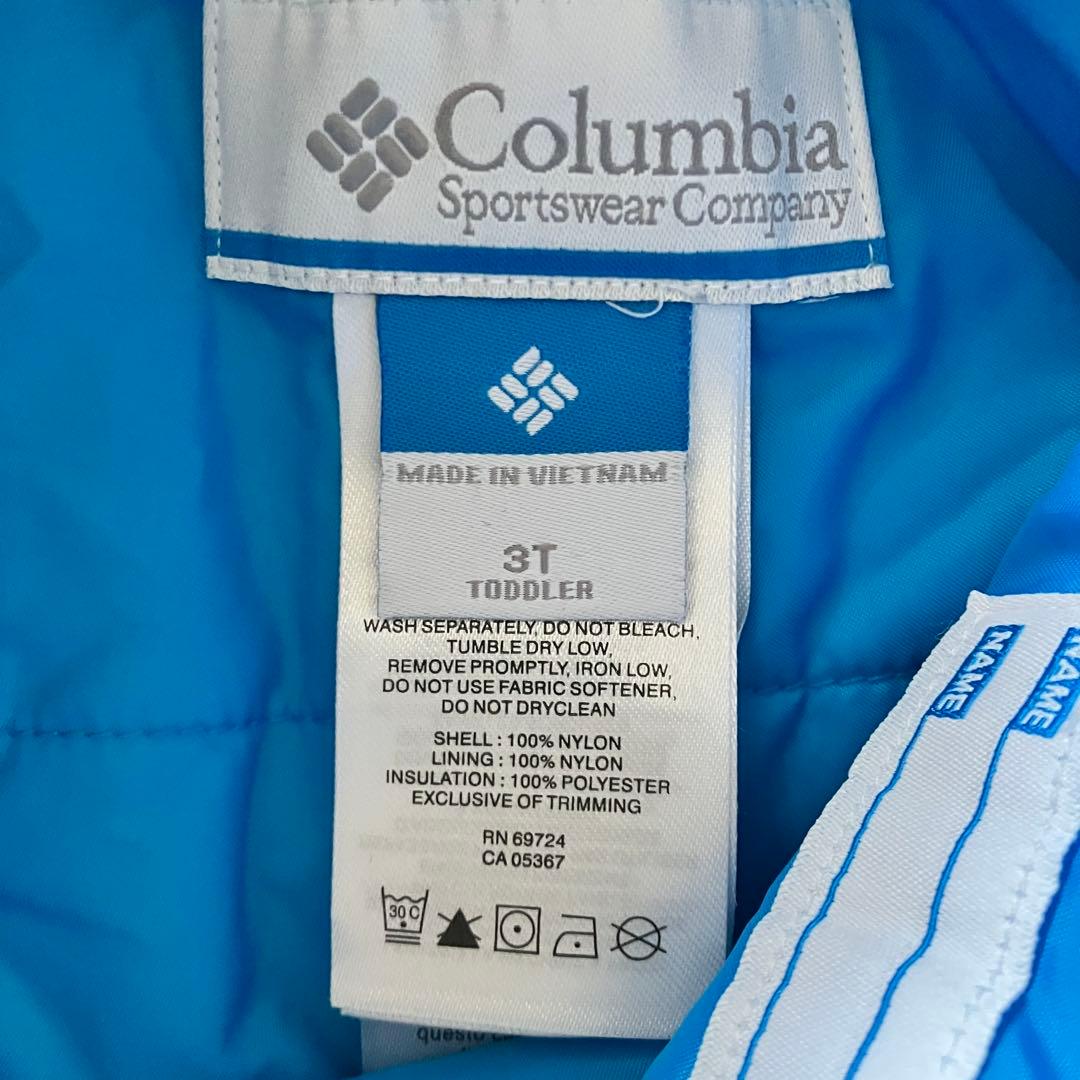 Columbia
Sportswear Company
MADE IN VIETNAM
3T
TODDLER
WASH SEPARATELY, DO NOT BLEACH,
TUMBLE DRY LOW,
REMOVE PROMPTLY, IRON LOW,
DO NOT USE FABRIC SOFTENER,
DO NOT DRYCLEAN
SHELL : 100% NYLON
LINING : 100% NYLON
INSULATION : 100% POLYESTER
EXCLUSIVE OF TRIMMING
RN 69724
CA 05367
30 C
NAME
NAME
questo